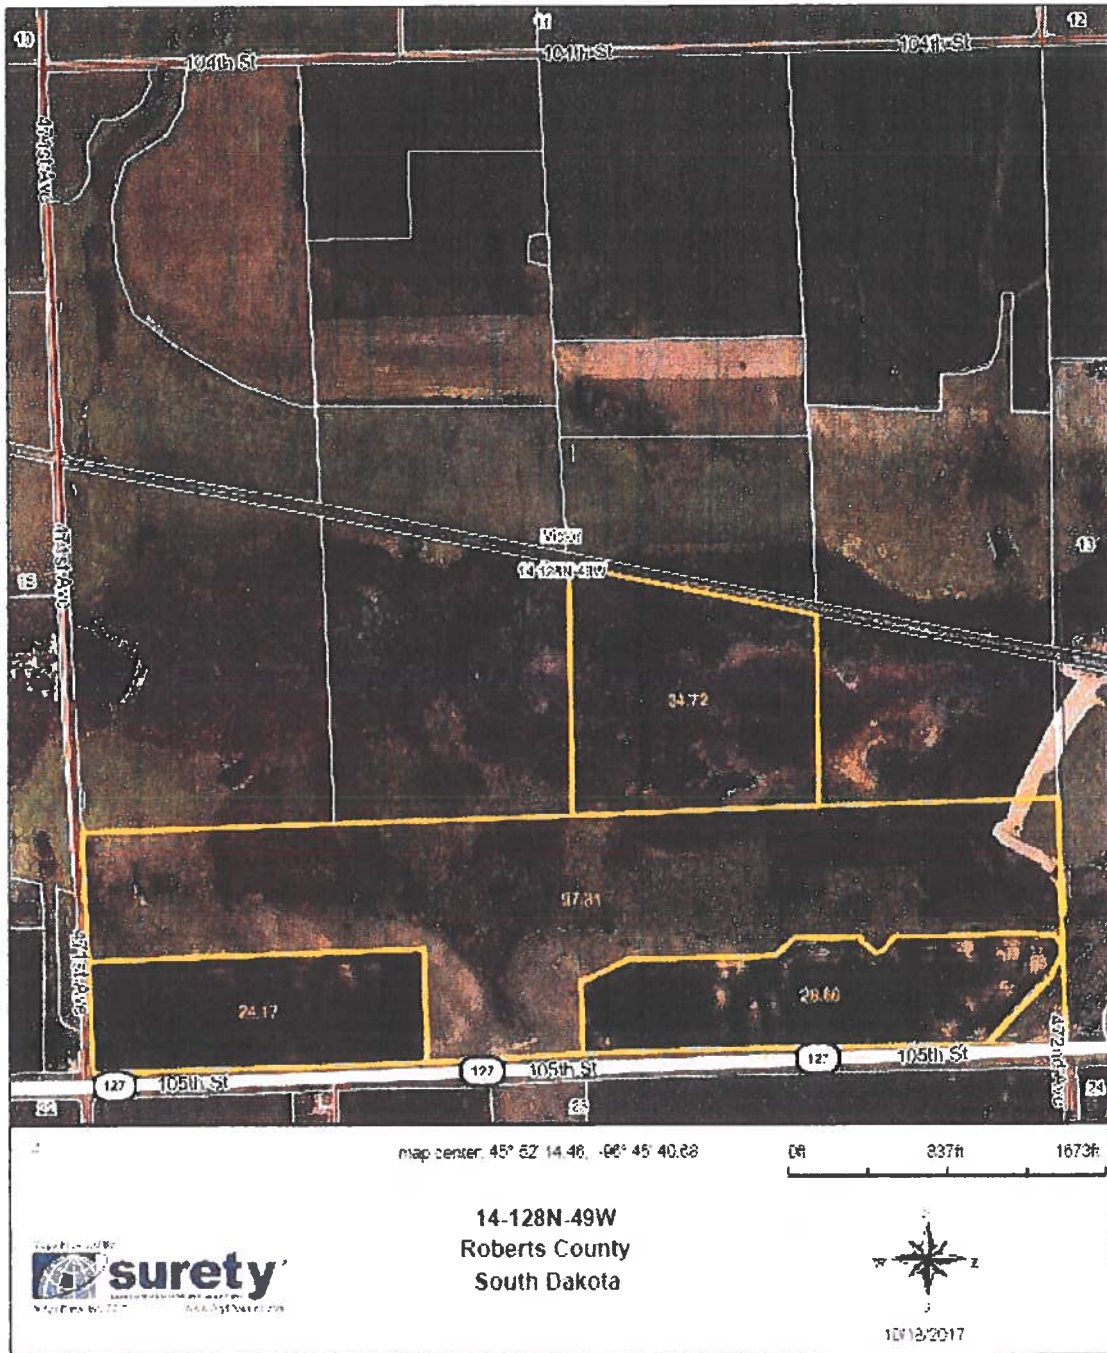 10
11
12
104th St
104th St
104th St
471st Ave
471st Ave
13
14-128N-49W
34.72
97.81
24.17
471st Ave
472nd Ave
127
105th St
127
105th St
127
105th St
24
map center: 45° 52' 14.46, -96° 45' 40.68
0ft 837ft 1673ft
14-128N-49W
Roberts County
South Dakota
surety
W
10/18/2017